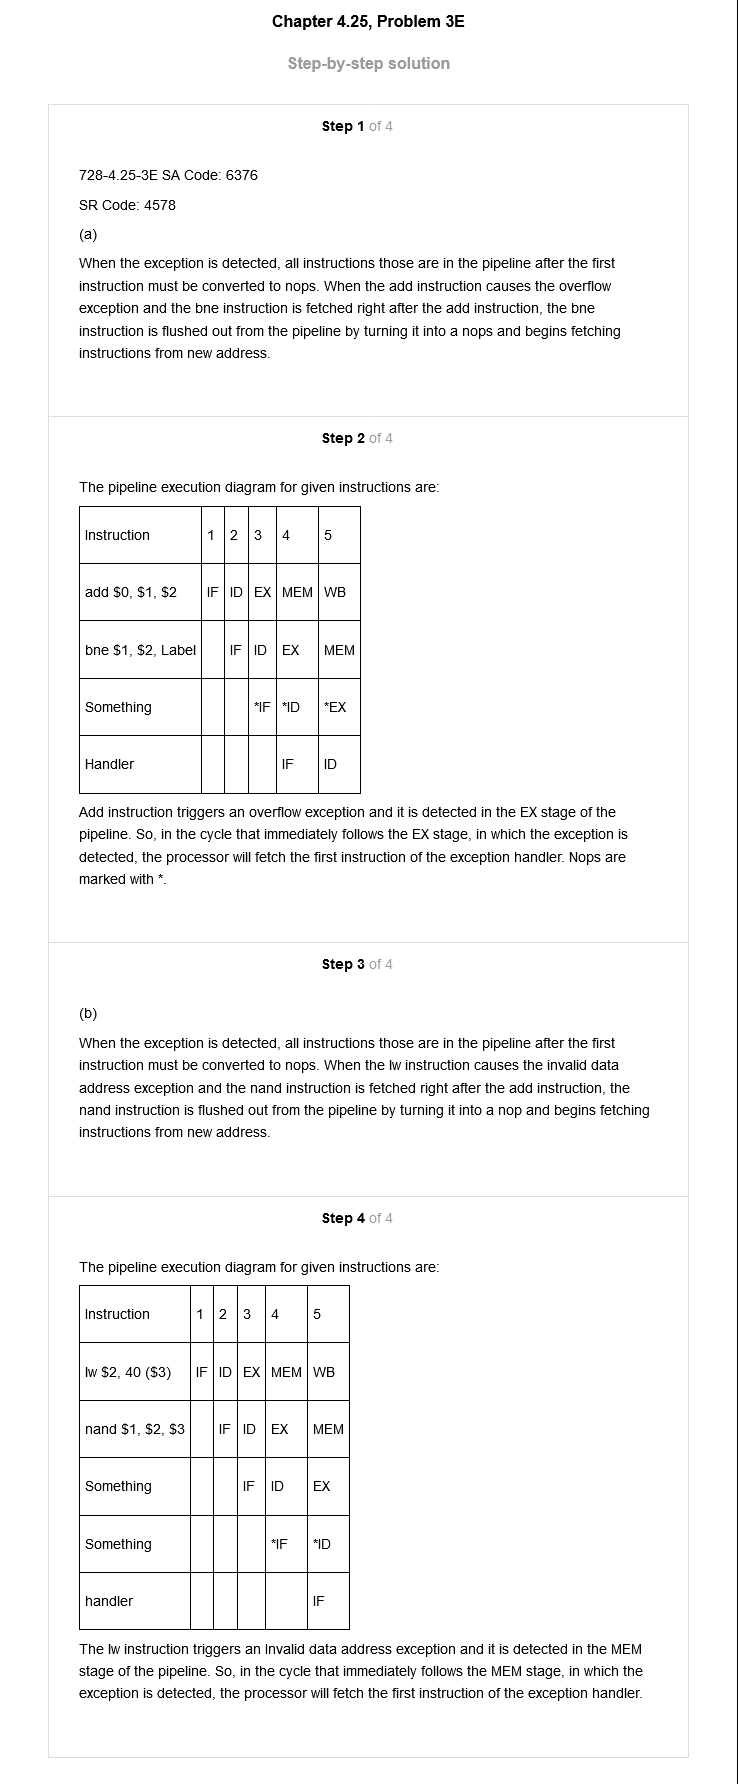 Chapter 4.25, Problem 3E
Step-by-step solution
Step 1 of 4
728-4.25-3E SA Code: 6376
SR Code: 4578
(a)
When the exception is detected, all instructions those are in the pipeline after the first
instruction must be converted to nops. When the add instruction causes the overflow
exception and the bne instruction is fetched right after the add instruction, the bne
instruction is flushed out from the pipeline by turning it into a nops and begins fetching
instructions from new address.
Step 2 of 4
The pipeline execution diagram for given instructions are:
Instruction 1 2 3 4 5
add $0, $1, $2 IF ID EX MEM WB
bne $1, $2, Label IF ID EX MEM
Something *IF *ID *EX
Handler IF ID
Add instruction triggers an overflow exception and it is detected in the EX stage of the
pipeline. So, in the cycle that immediately follows the EX stage, in which the exception is
detected, the processor will fetch the first instruction of the exception handler. Nops are
marked with *.
Step 3 of 4
(b)
When the exception is detected, all instructions those are in the pipeline after the first
instruction must be converted to nops. When the lw instruction causes the invalid data
address exception and the nand instruction is fetched right after the add instruction, the
nand instruction is flushed out from the pipeline by turning it into a nop and begins fetching
instructions from new address.
Step 4 of 4
The pipeline execution diagram for given instructions are:
Instruction 1 2 3 4 5
lw $2, 40 ($3) IF ID EX MEM WB
nand $1, $2, $3 IF ID EX MEM
Something IF ID EX
Something *IF *ID
handler IF
The lw instruction triggers an Invalid data address exception and it is detected in the MEM
stage of the pipeline. So, in the cycle that immediately follows the MEM stage, in which the
exception is detected, the processor will fetch the first instruction of the exception handler.